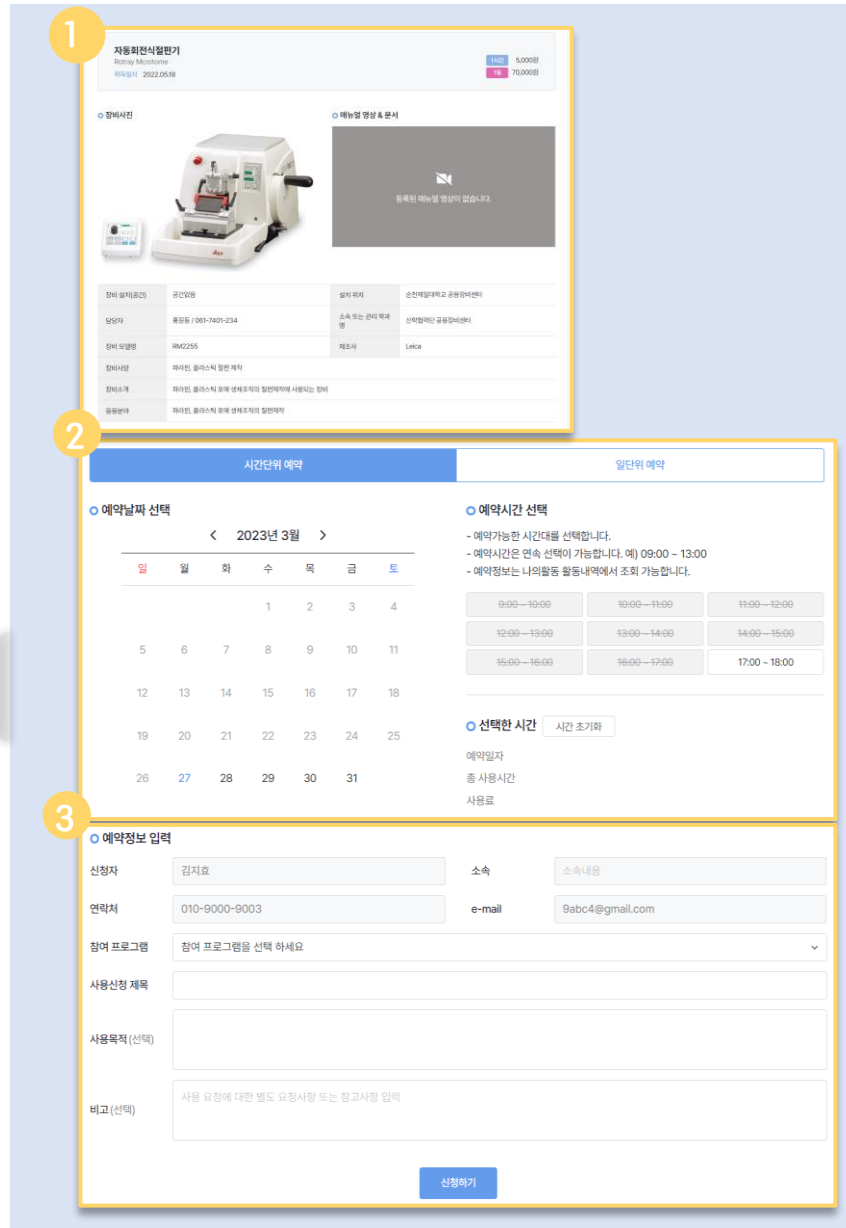 1
자동회전식절편기
Rotray Microtome
취득일자 2022.05.18
1시간 5,000원
1일 70,000원
장비사진
매뉴얼 영상 & 문서
등록된 매뉴얼 영상이 없습니다.
Leica
장비 설치(공간) 공간없음 설치 위치 순천제일대학교 공용장비센터
담당자 홍길동 / 061-7401-234 소속 또는 관리 학과
명 산학협력단 공용장비센터
장비 모델명 RM2255 제조사 Leica
장비사양 파라핀, 플라스틱 절편 제작
장비소개 파라핀, 플라스틱 포매 생체조직의 절편제작에 사용되는 장비
응용분야 파라핀, 플라스틱 포매 생체조직의 절편제작
2
시간단위 예약 일단위 예약
예약날짜 선택
< 2023년 3월 >
일 월 화 수 목 금 토
1 2 3 4
5 6 7 8 9 10 11
12 13 14 15 16 17 18
19 20 21 22 23 24 25
26 27 28 29 30 31
예약시간 선택
- 예약가능한 시간대를 선택합니다.
- 예약시간은 연속 선택이 가능합니다. 예) 09:00 ~ 13:00
- 예약정보는 나의활동 활동내역에서 조회 가능합니다.
9:00 ~ 10:00 10:00 ~ 11:00 11:00 ~ 12:00
12:00 ~ 13:00 13:00 ~ 14:00 14:00 ~ 15:00
15:00 ~ 16:00 16:00 ~ 17:00 17:00 ~ 18:00
선택한 시간 시간 초기화
예약일자
총 사용시간
사용료
3
예약정보 입력
신청자 김지효 소속 소속내용
연락처 010-9000-9003 e-mail 9abc4@gmail.com
참여 프로그램 참여 프로그램을 선택 하세요
사용신청 제목
사용목적 (선택)
비고 (선택) 사용 요청에 대한 별도 요청사항 또는 참고사항 입력
신청하기